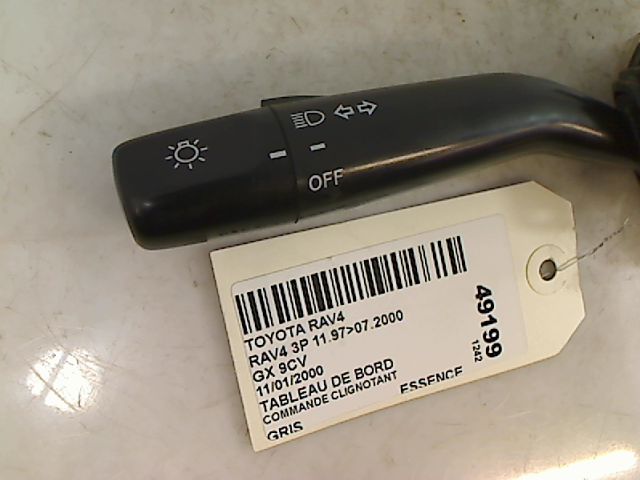 OFF
TOYOTA RAV4
RAV4 3P 11.97>07.2000
GX 9CV
11/01/2000
TABLEAU DE BORD
COMMANDE CLIGNOTANT
ESSENCE
GRIS
49199
1242